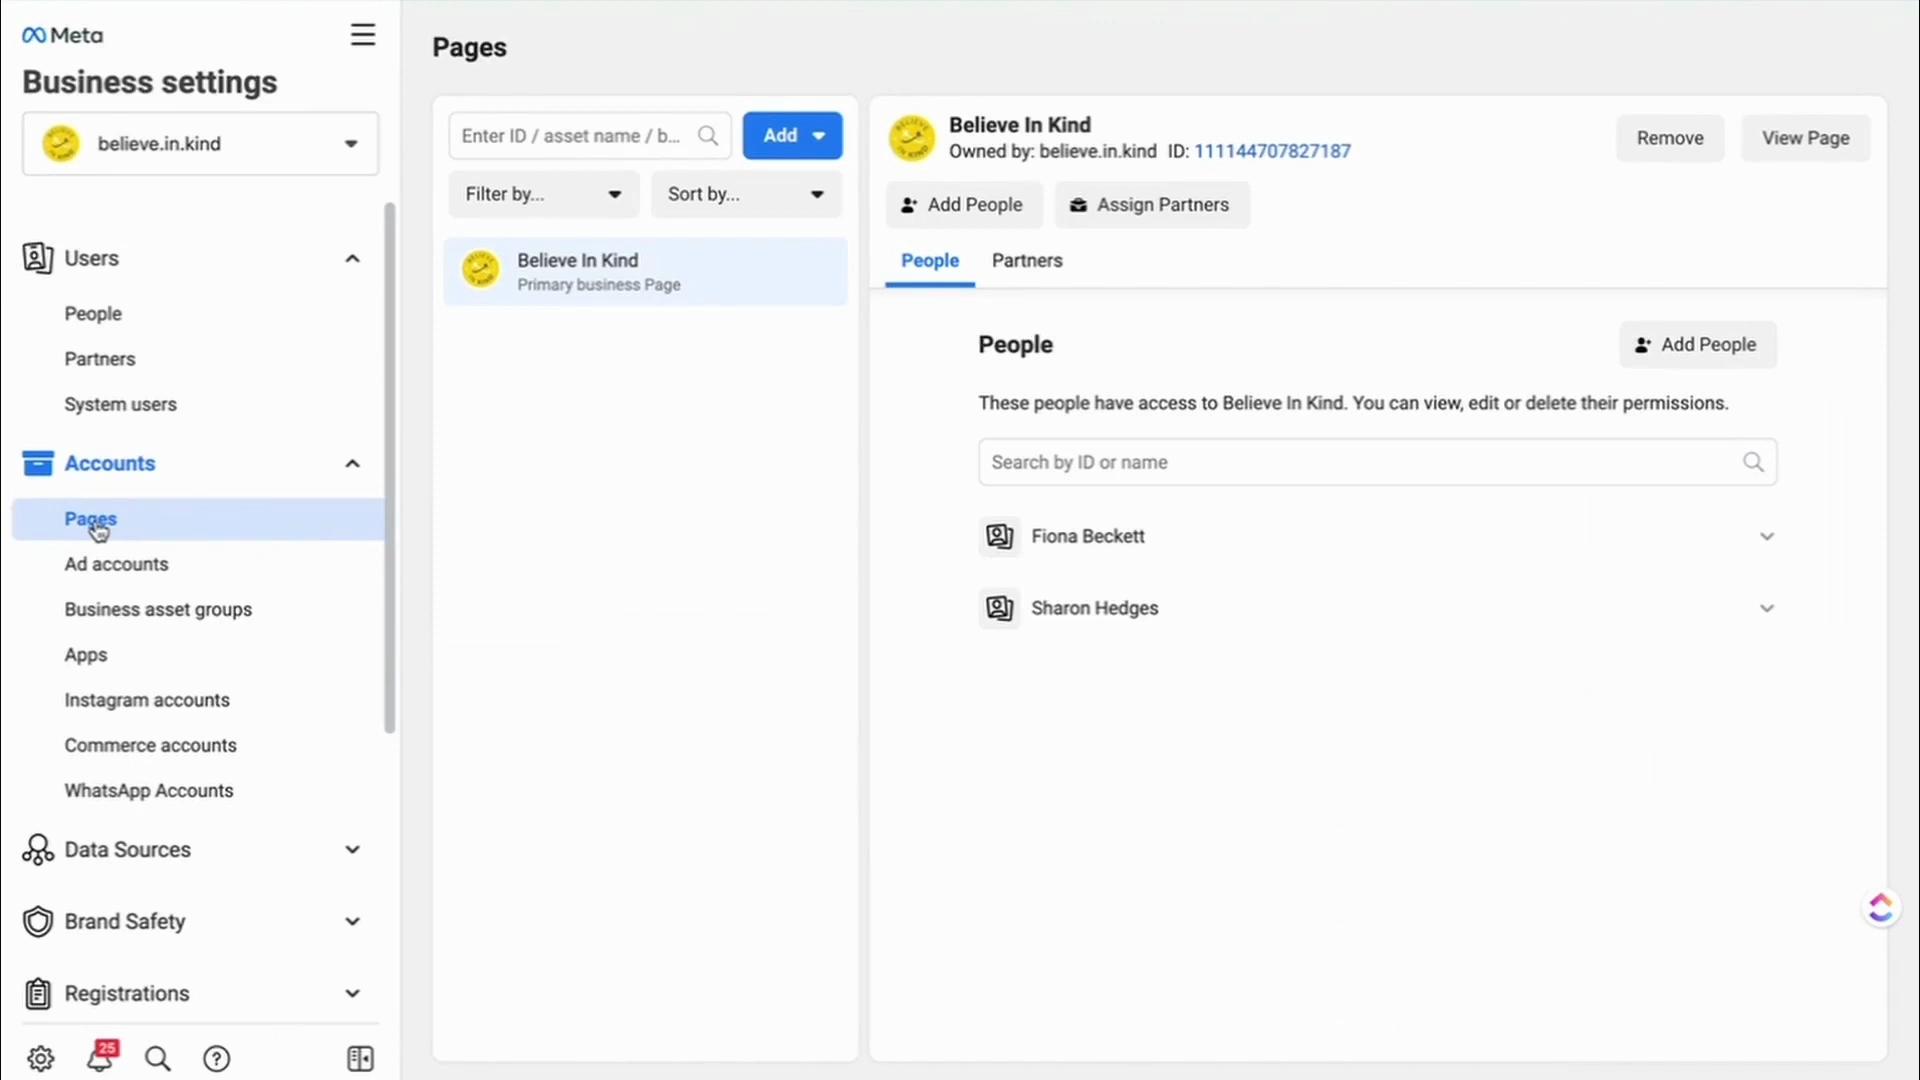 Meta
Business settings
believe.in.kind
Users
People
Partners
System users
Accounts
Pages
Ad accounts
Business asset groups
Apps
Instagram accounts
Commerce accounts
WhatsApp Accounts
Data Sources
Brand Safety
Registrations
25
Pages
Enter ID / asset name / b...
Add
Filter by...
Sort by...
Believe In Kind
Primary business Page
Believe In Kind
Owned by: believe.in.kind ID: 111144707827187
Remove
View Page
Add People
Assign Partners
People
Partners
People
Add People
These people have access to Believe In Kind. You can view, edit or delete their permissions.
Search by ID or name
Fiona Beckett
Sharon Hedges